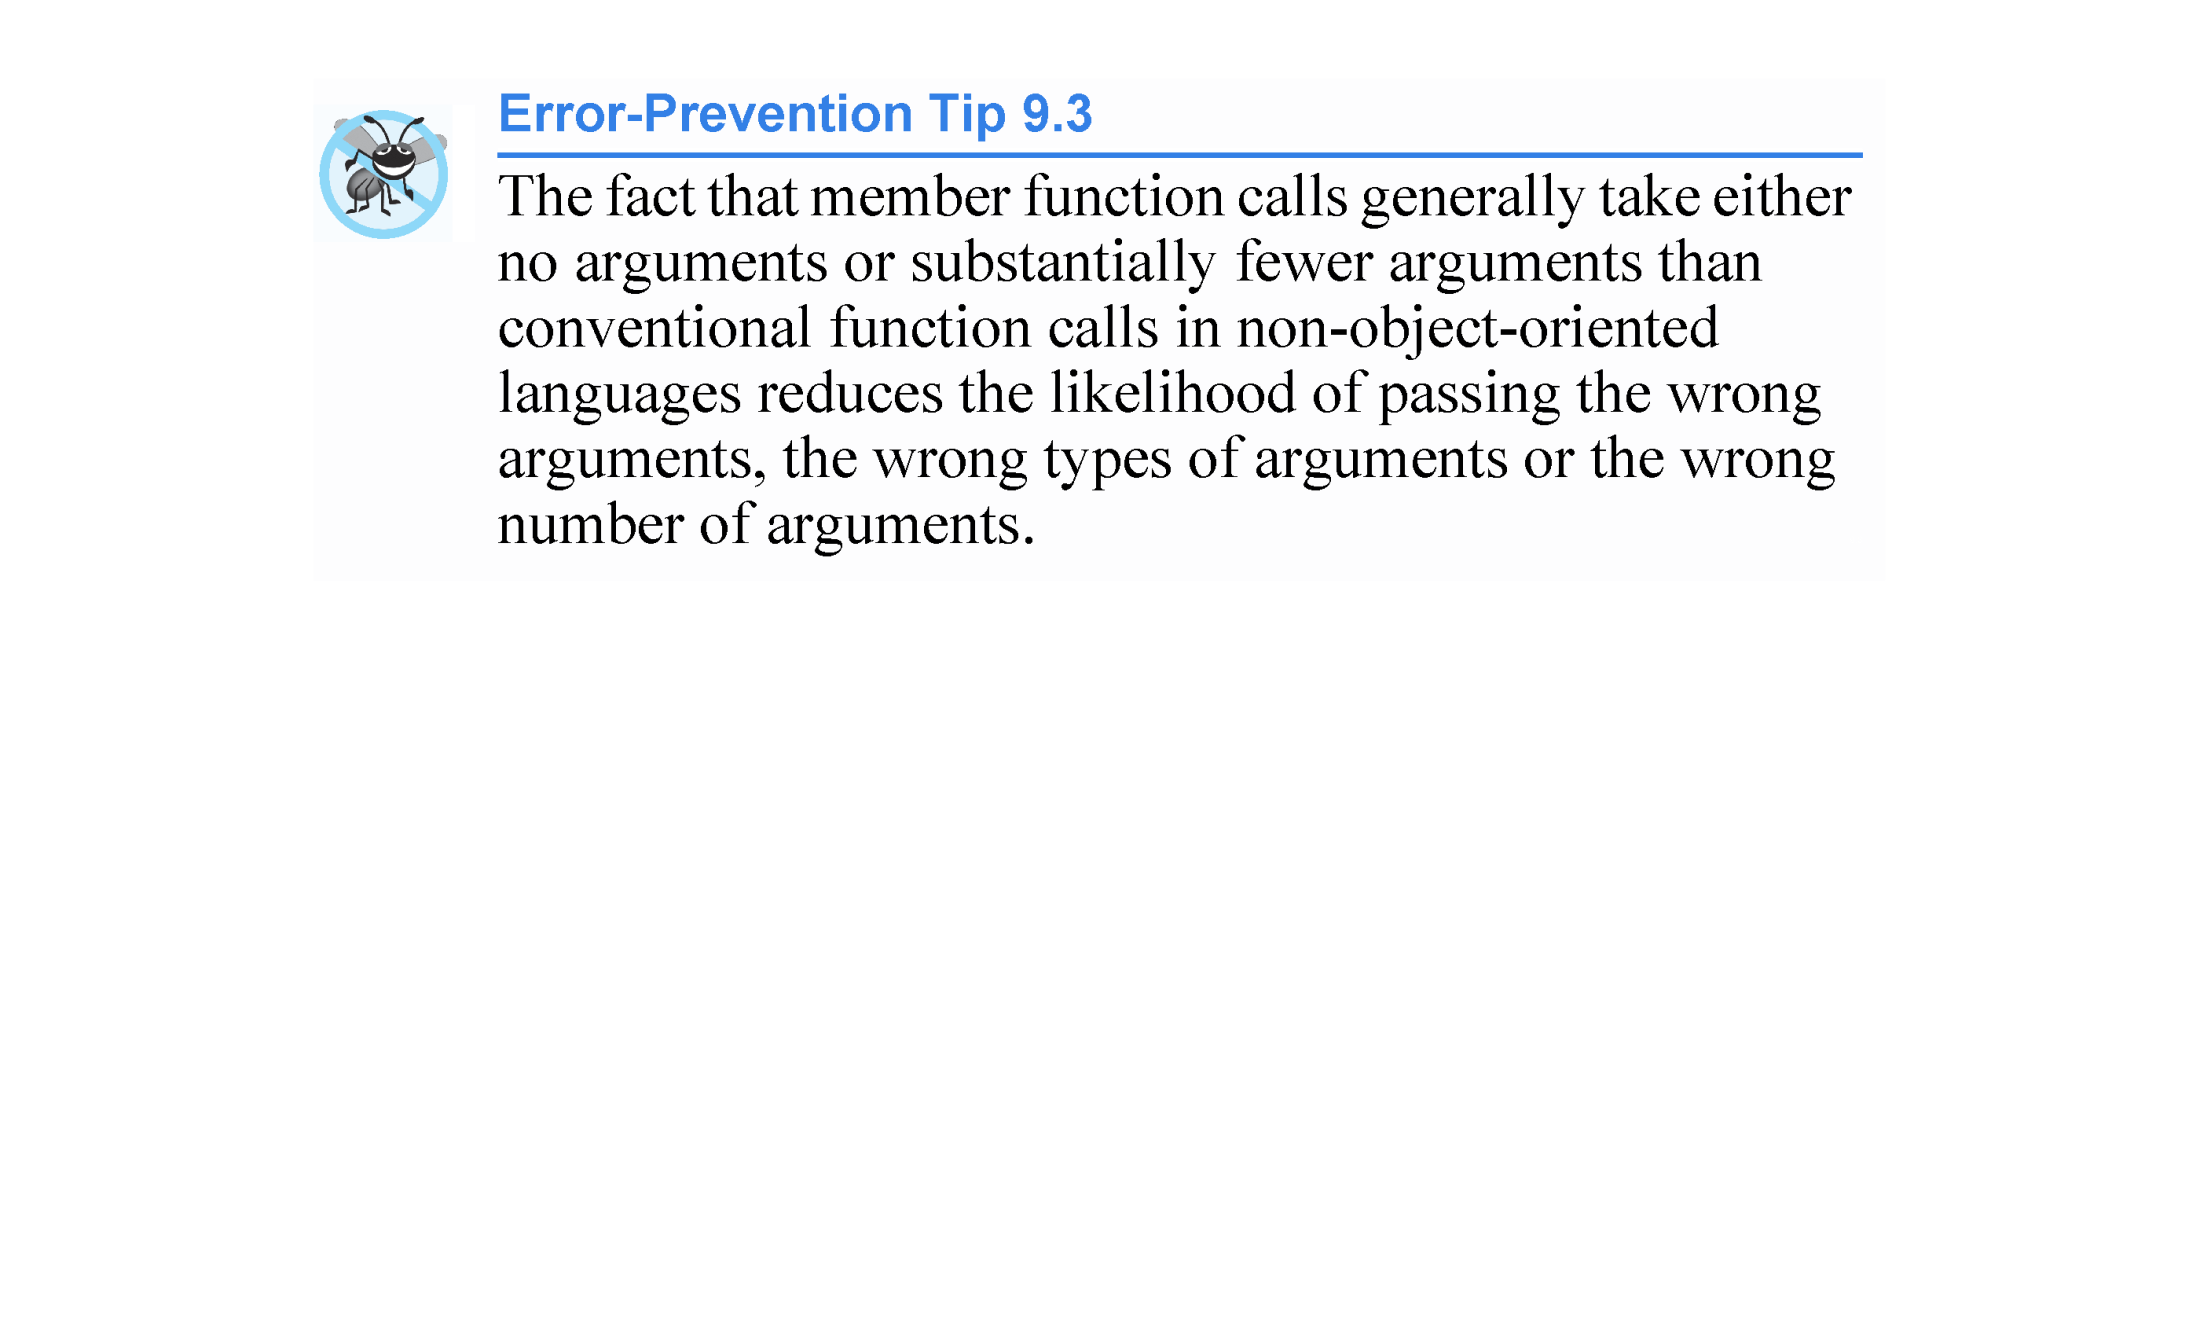 Error-Prevention Tip 9.3
The fact that member function calls generally take either
no arguments or substantially fewer arguments than
conventional function calls in non-object-oriented
languages reduces the likelihood of passing the wrong
arguments, the wrong types of arguments or the wrong
number of arguments.